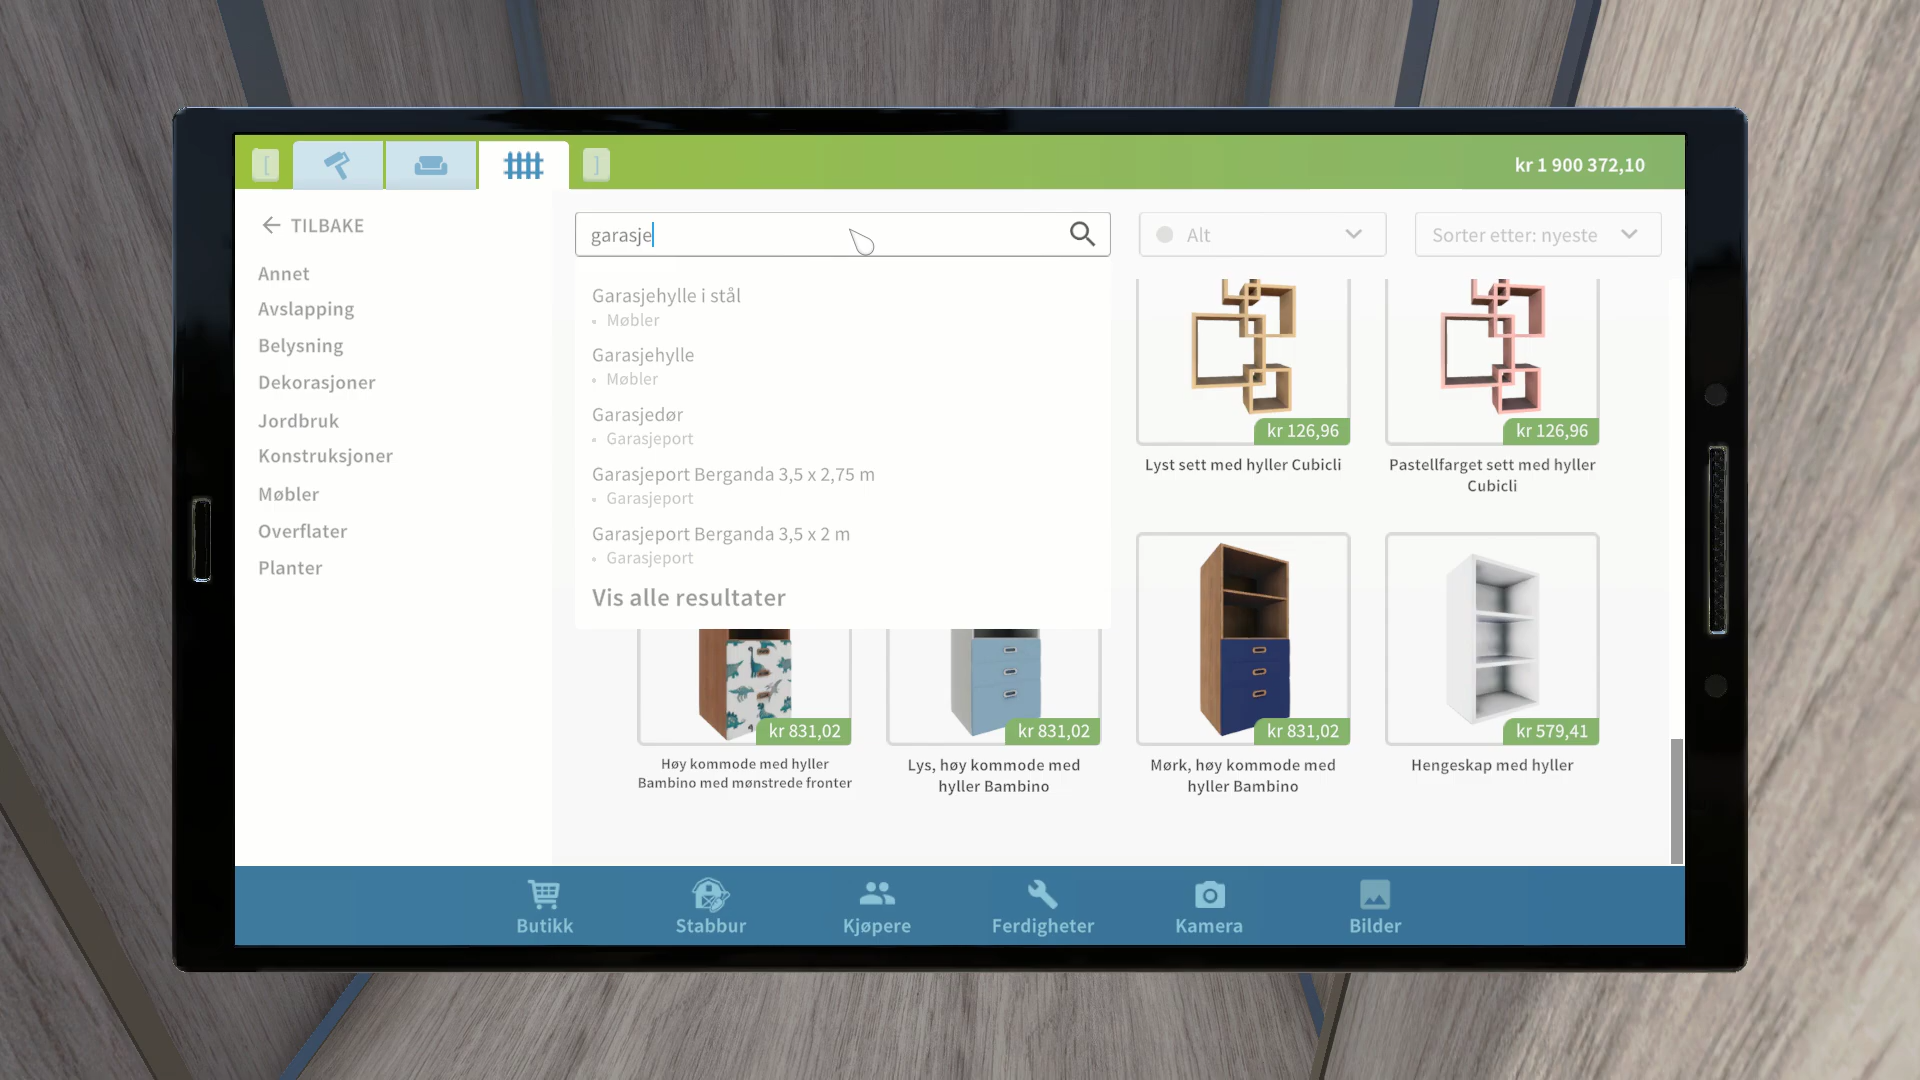 [
]
kr 1 900 372,10
TILBAKE
Annet
Avslapping
Belysning
Dekorasjoner
Jordbruk
Konstruksjoner
Møbler
Overflater
Planter
garasje
Alt
Sorter etter: nyeste
Garasjehylle i stål
• Møbler
Garasjehylle
• Møbler
Garasjedør
• Garasjeport
Garasjeport Berganda 3,5 x 2,75 m
• Garasjeport
Garasjeport Berganda 3,5 x 2 m
• Garasjeport
Vis alle resultater
kr 126,96
Lyst sett med hyller Cubicli
kr 126,96
Pastellfarget sett med hyller
Cubicli
kr 831,02
Høy kommode med hyller
Bambino med mønstrede fronter
kr 831,02
Lys, høy kommode med
hyller Bambino
kr 831,02
Mørk, høy kommode med
hyller Bambino
kr 579,41
Hengeskap med hyller
Butikk
Stabbur
Kjøpere
Ferdigheter
Kamera
Bilder